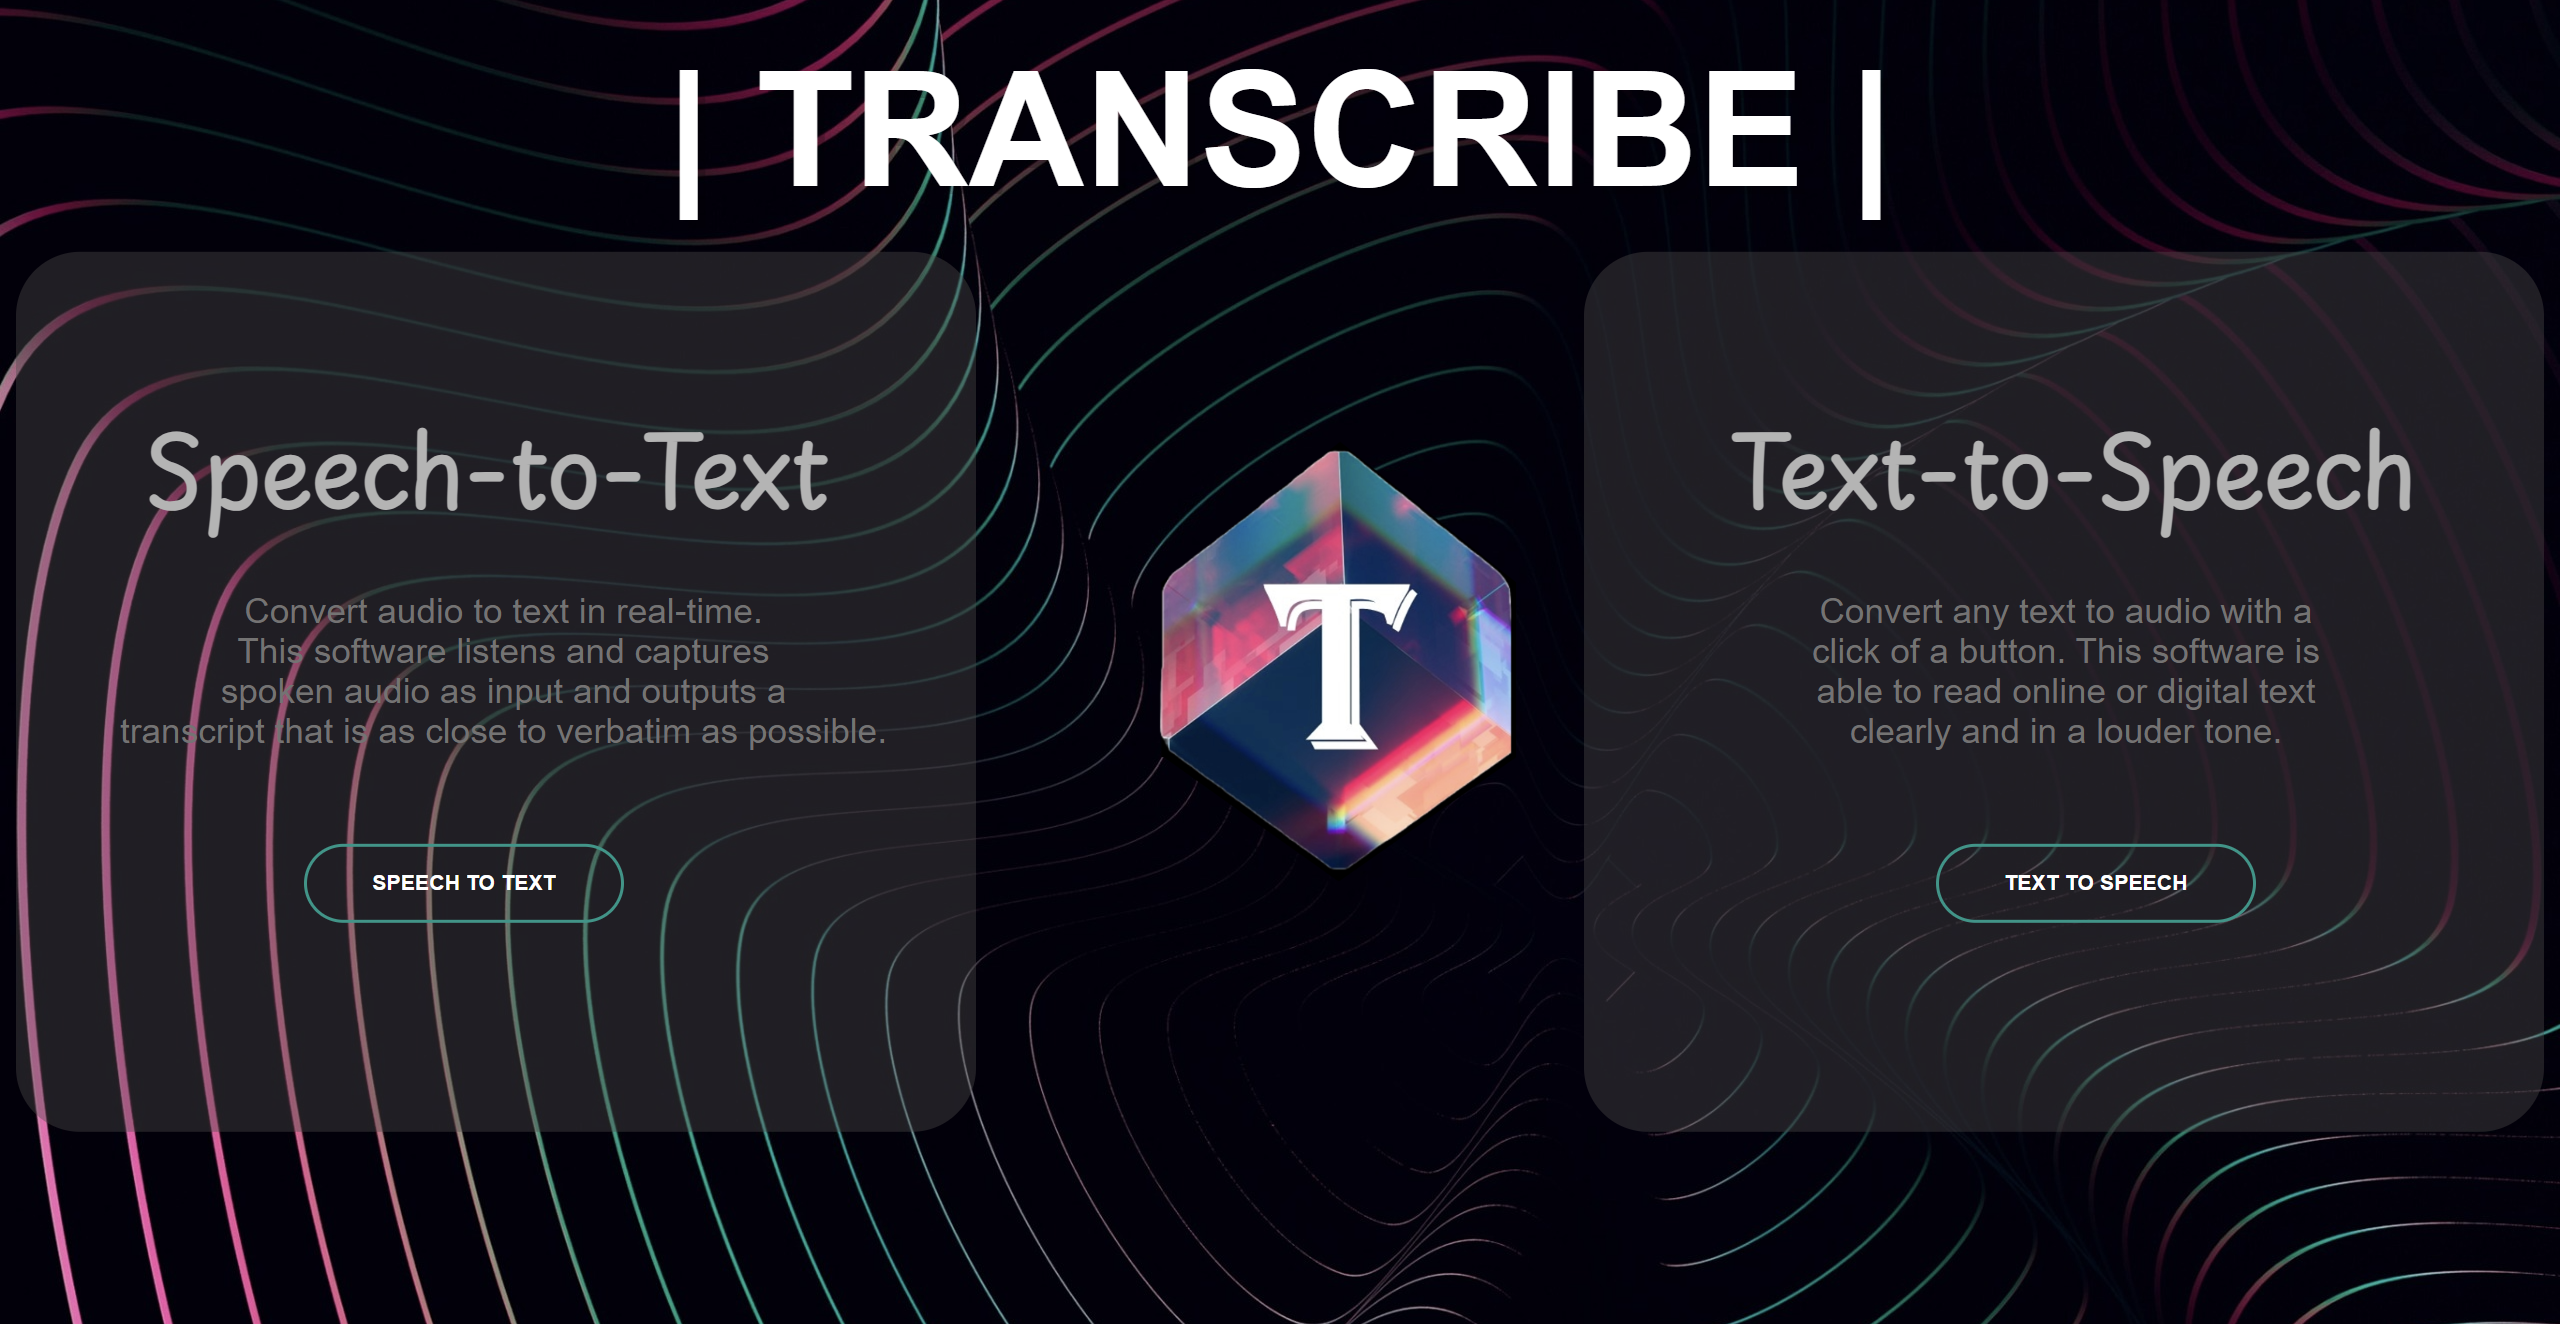 | TRANSCRIBE |
Speech-to-Text
Convert audio to text in real-time.
This software listens and captures
spoken audio as input and outputs a
transcript that is as close to verbatim as possible.
SPEECH TO TEXT
T
Text-to-Speech
Convert any text to audio with a
click of a button. This software is
able to read online or digital text
clearly and in a louder tone.
TEXT TO SPEECH